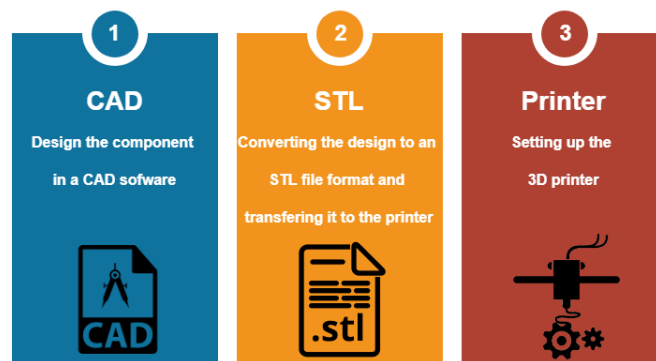 1
CAD
Design the component
in a CAD sofware
CAD
2
STL
Converting the design to an
STL file format and
transfering it to the printer
.stl
3
Printer
Setting up the
3D printer